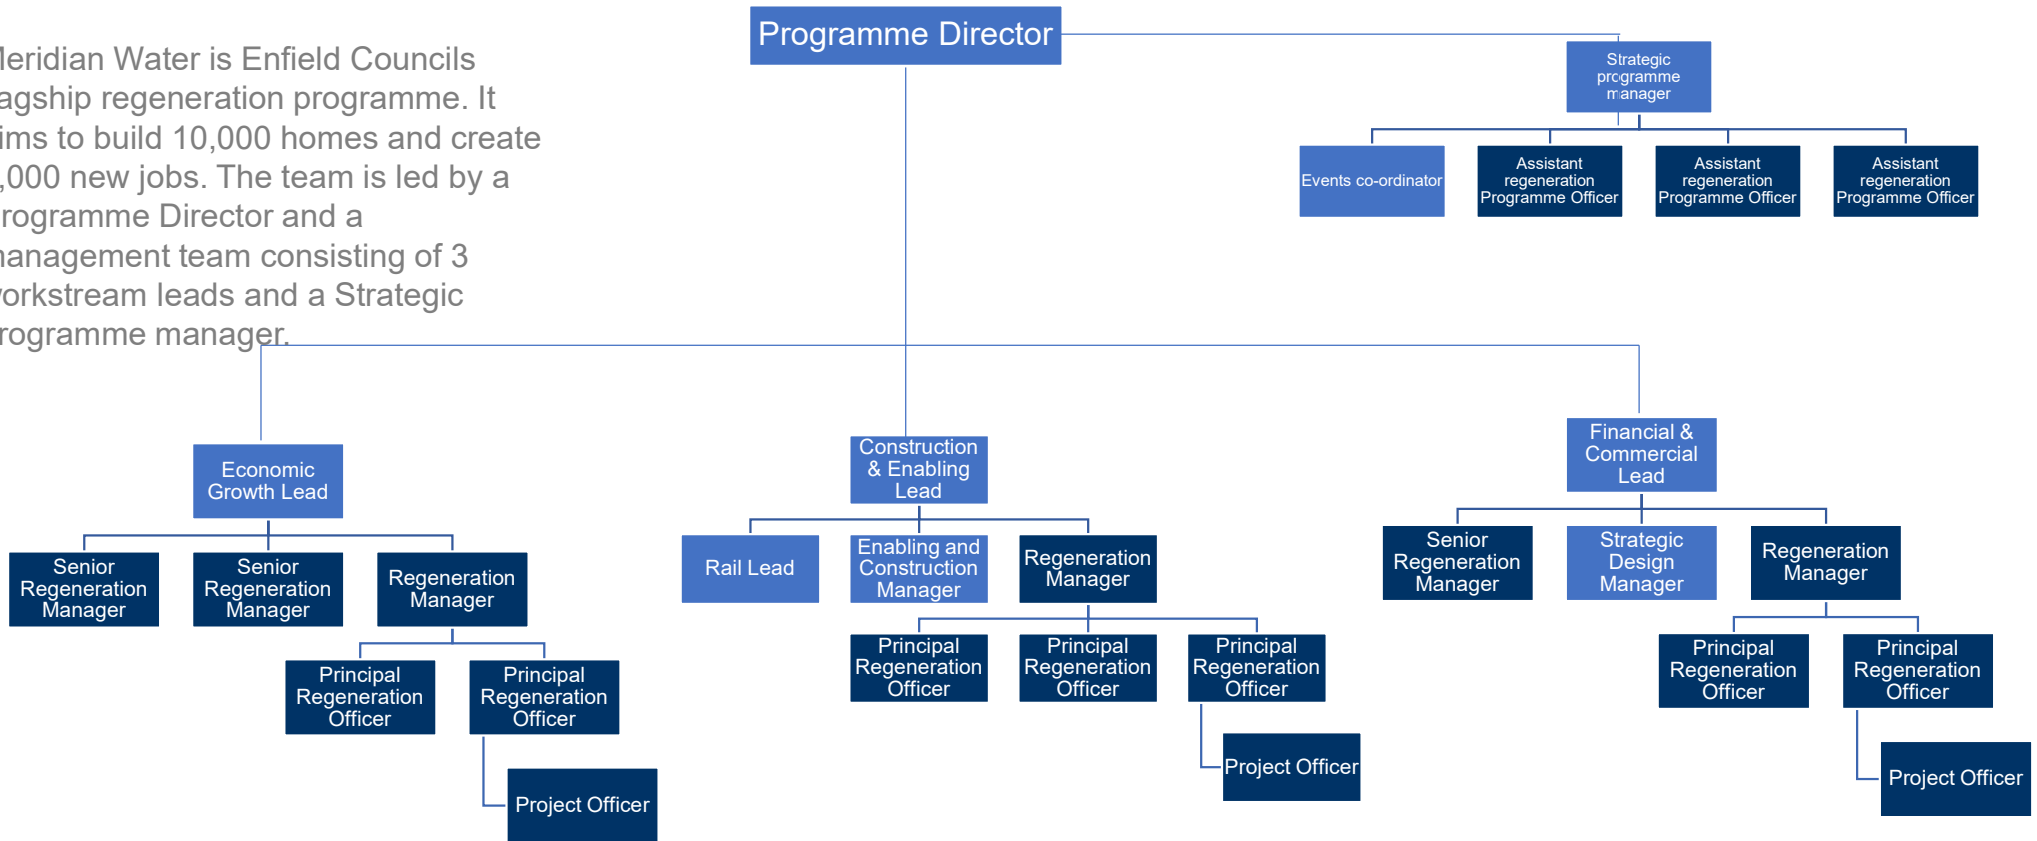 Programme Director
eridian Water is Enfield Councils
agship regeneration programme. It
ims to build 10,000 homes and create
,000 new jobs. The team is led by a
rogramme Director and a
anagement team consisting of 3
orkstream leads and a Strategic
rogramme manager.
Strategic
programme
manager
Events co-ordinator
Assistant
regeneration
Programme Officer
Assistant
regeneration
Programme Officer
Assistant
regeneration
Programme Officer
Economic
Growth Lead
Senior
Regeneration
Manager
Senior
Regeneration
Manager
Regeneration
Manager
Principal
Regeneration
Officer
Principal
Regeneration
Officer
Project Officer
Construction
& Enabling
Lead
Rail Lead
Enabling and
Construction
Manager
Regeneration
Manager
Principal
Regeneration
Officer
Principal
Regeneration
Officer
Principal
Regeneration
Officer
Project Officer
Financial &
Commercial
Lead
Senior
Regeneration
Manager
Strategic
Design
Manager
Regeneration
Manager
Principal
Regeneration
Officer
Principal
Regeneration
Officer
Project Officer